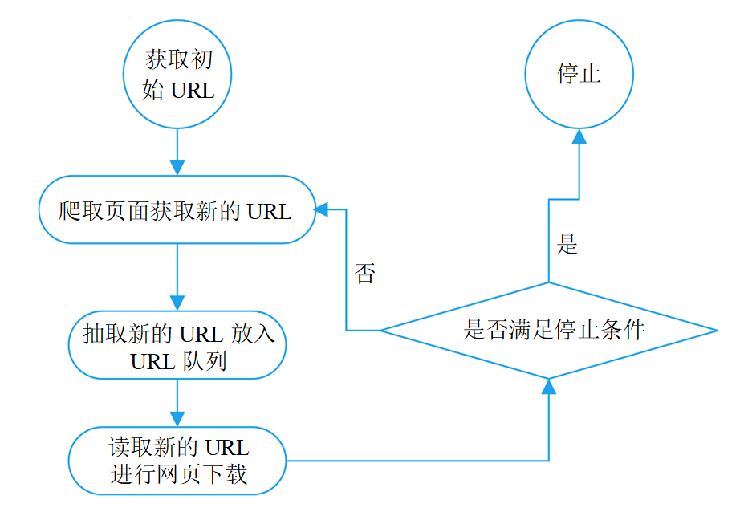 获取初
始 URL
停止
爬取页面获取新的 URL
否
是
抽取新的 URL 放入
URL 队列
是否满足停止条件
读取新的 URL
进行网页下载